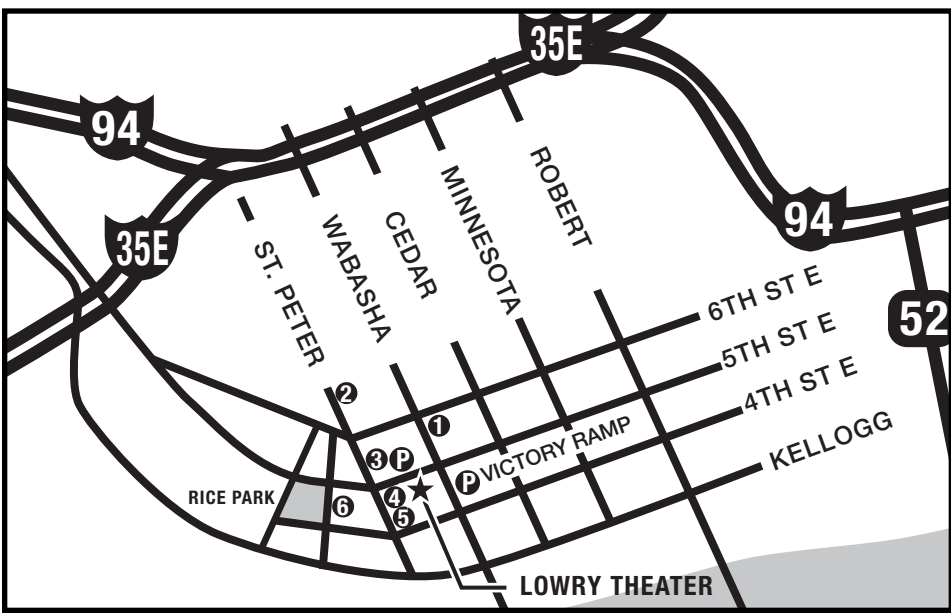 35E
94
35E
94
52
ST. PETER
WABASHA
CEDAR
MINNESOTA
ROBERT
6TH ST E
5TH ST E
4TH ST E
KELLOGG
2
1
3 P
P VICTORY RAMP
4
5
6
RICE PARK
LOWRY THEATER